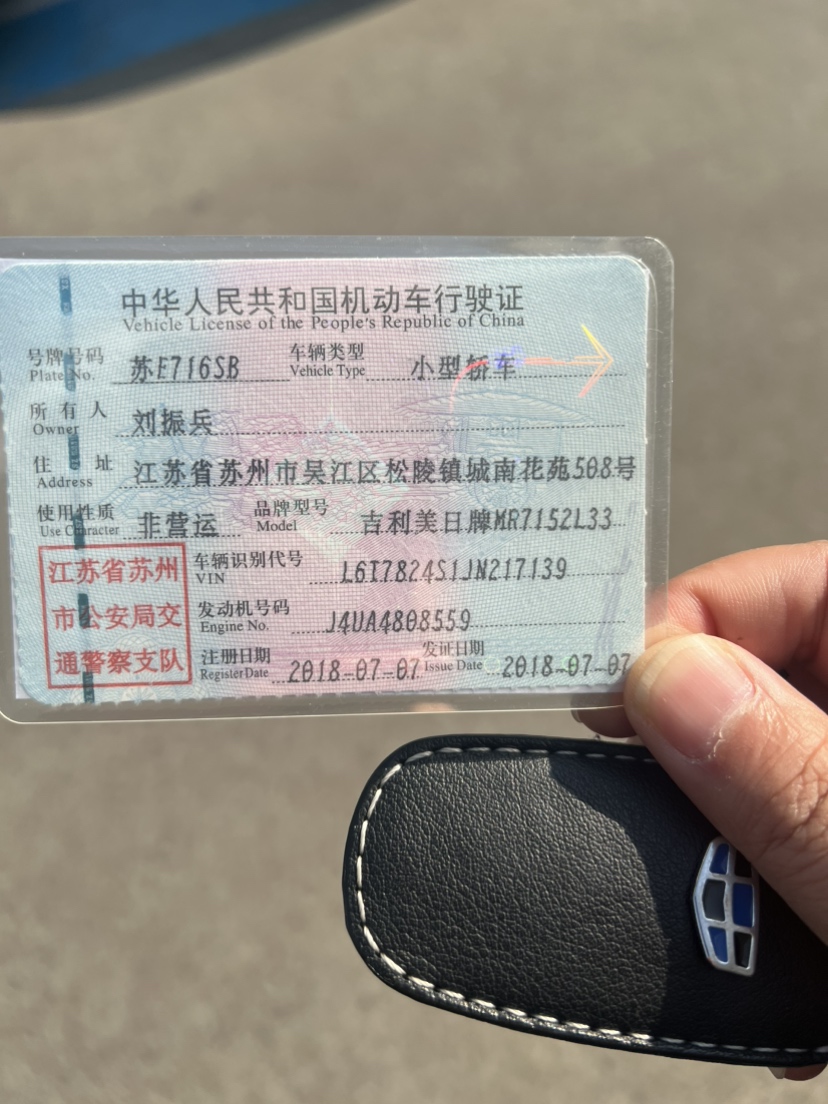 中华人民共和国机动车行驶证
Vehicle License of the People's Republic of China
号牌号码 苏E716SB 车辆类型 小型轿车
Plate No. Vehicle Type
所有人 刘振兵
Owner
住址 江苏省苏州市吴江区松陵镇城南花苑508号
Address
使用性质 非营运 品牌型号 吉利美日牌MR7152L33
Use Character Model
江苏省苏州
市公安局交
通警察支队
车辆识别代号 L6T7824S1JN217139
VIN
发动机号码 J4UA4808559
Engine No.
注册日期 2018-07-07 发证日期 2018-07-07
Register Date Issue Date